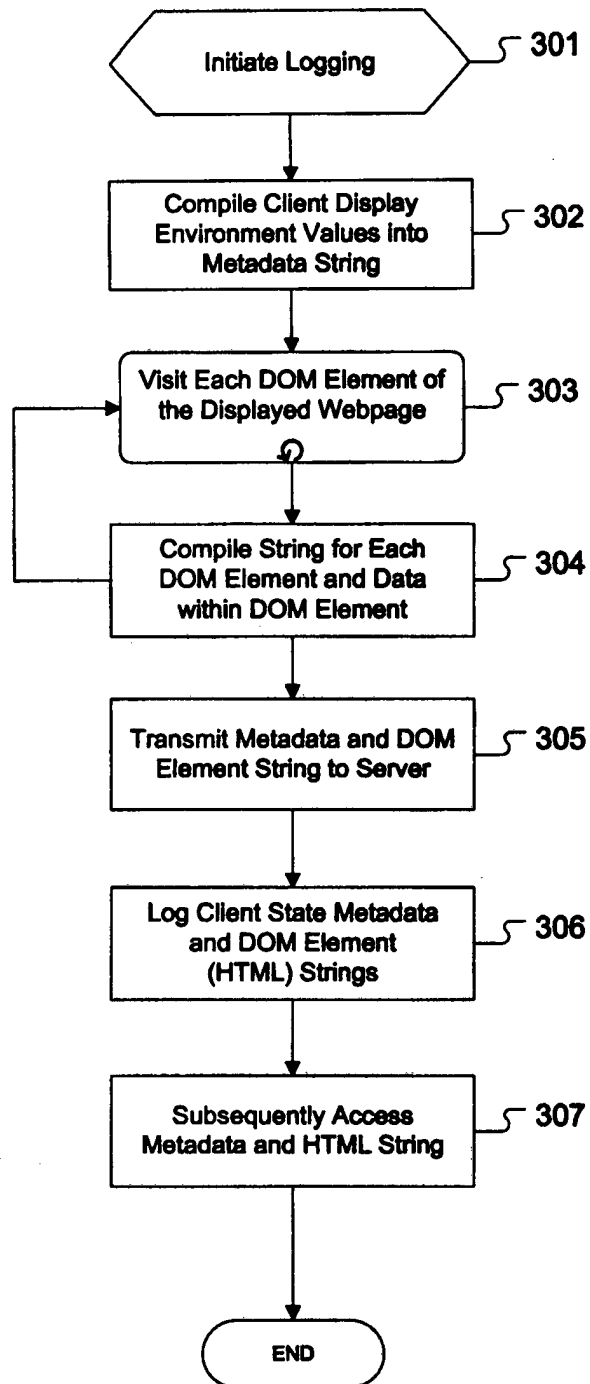 Initiate Logging
301
Compile Client Display
Environment Values into
Metadata String
302
Visit Each DOM Element of
the Displayed Webpage
303
Compile String for Each
DOM Element and Data
within DOM Element
304
Transmit Metadata and DOM
Element String to Server
305
Log Client State Metadata
and DOM Element
(HTML) Strings
306
Subsequently Access
Metadata and HTML String
307
END